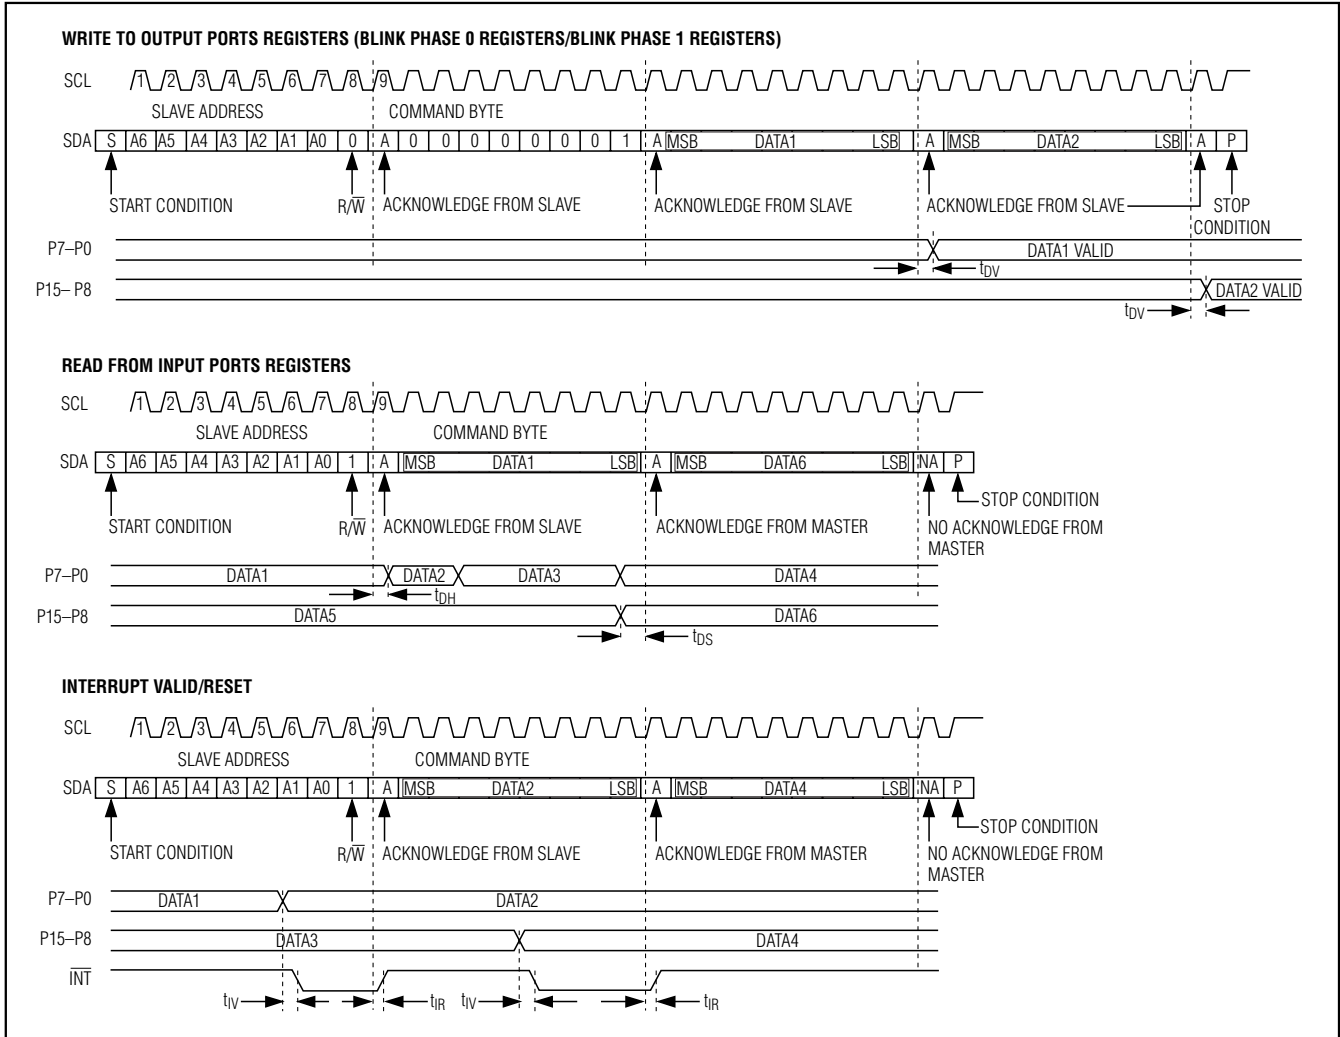 WRITE TO OUTPUT PORTS REGISTERS (BLINK PHASE 0 REGISTERS/BLINK PHASE 1 REGISTERS)
SCL 1 2 3 4 5 6 7 8 9
SLAVE ADDRESS COMMAND BYTE
SDA S A6 A5 A4 A3 A2 A1 A0 0 A 0 0 0 0 0 0 0 1 A MSB DATA1 LSB A MSB DATA2 LSB A P
START CONDITION R/W̅ ACKNOWLEDGE FROM SLAVE ACKNOWLEDGE FROM SLAVE ACKNOWLEDGE FROM SLAVE STOP CONDITION
P7–P0 DATA1 VALID
tDV
P15– P8 DATA2 VALID
tDV
READ FROM INPUT PORTS REGISTERS
SCL 1 2 3 4 5 6 7 8 9
SLAVE ADDRESS COMMAND BYTE
SDA S A6 A5 A4 A3 A2 A1 A0 1 A MSB DATA1 LSB A MSB DATA6 LSB NA P
STOP CONDITION
START CONDITION R/W̅ ACKNOWLEDGE FROM SLAVE ACKNOWLEDGE FROM MASTER NO ACKNOWLEDGE FROM MASTER
P7–P0 DATA1 DATA2 DATA3 DATA4
tDH
P15–P8 DATA5 DATA6
tDS
INTERRUPT VALID/RESET
SCL 1 2 3 4 5 6 7 8 9
SLAVE ADDRESS COMMAND BYTE
SDA S A6 A5 A4 A3 A2 A1 A0 1 A MSB DATA2 LSB A MSB DATA4 LSB NA P
STOP CONDITION
START CONDITION R/W̅ ACKNOWLEDGE FROM SLAVE ACKNOWLEDGE FROM MASTER NO ACKNOWLEDGE FROM MASTER
P7–P0 DATA1 DATA2
P15–P8 DATA3 DATA4
I̅N̅T̅
tIV tIR tIV tIR